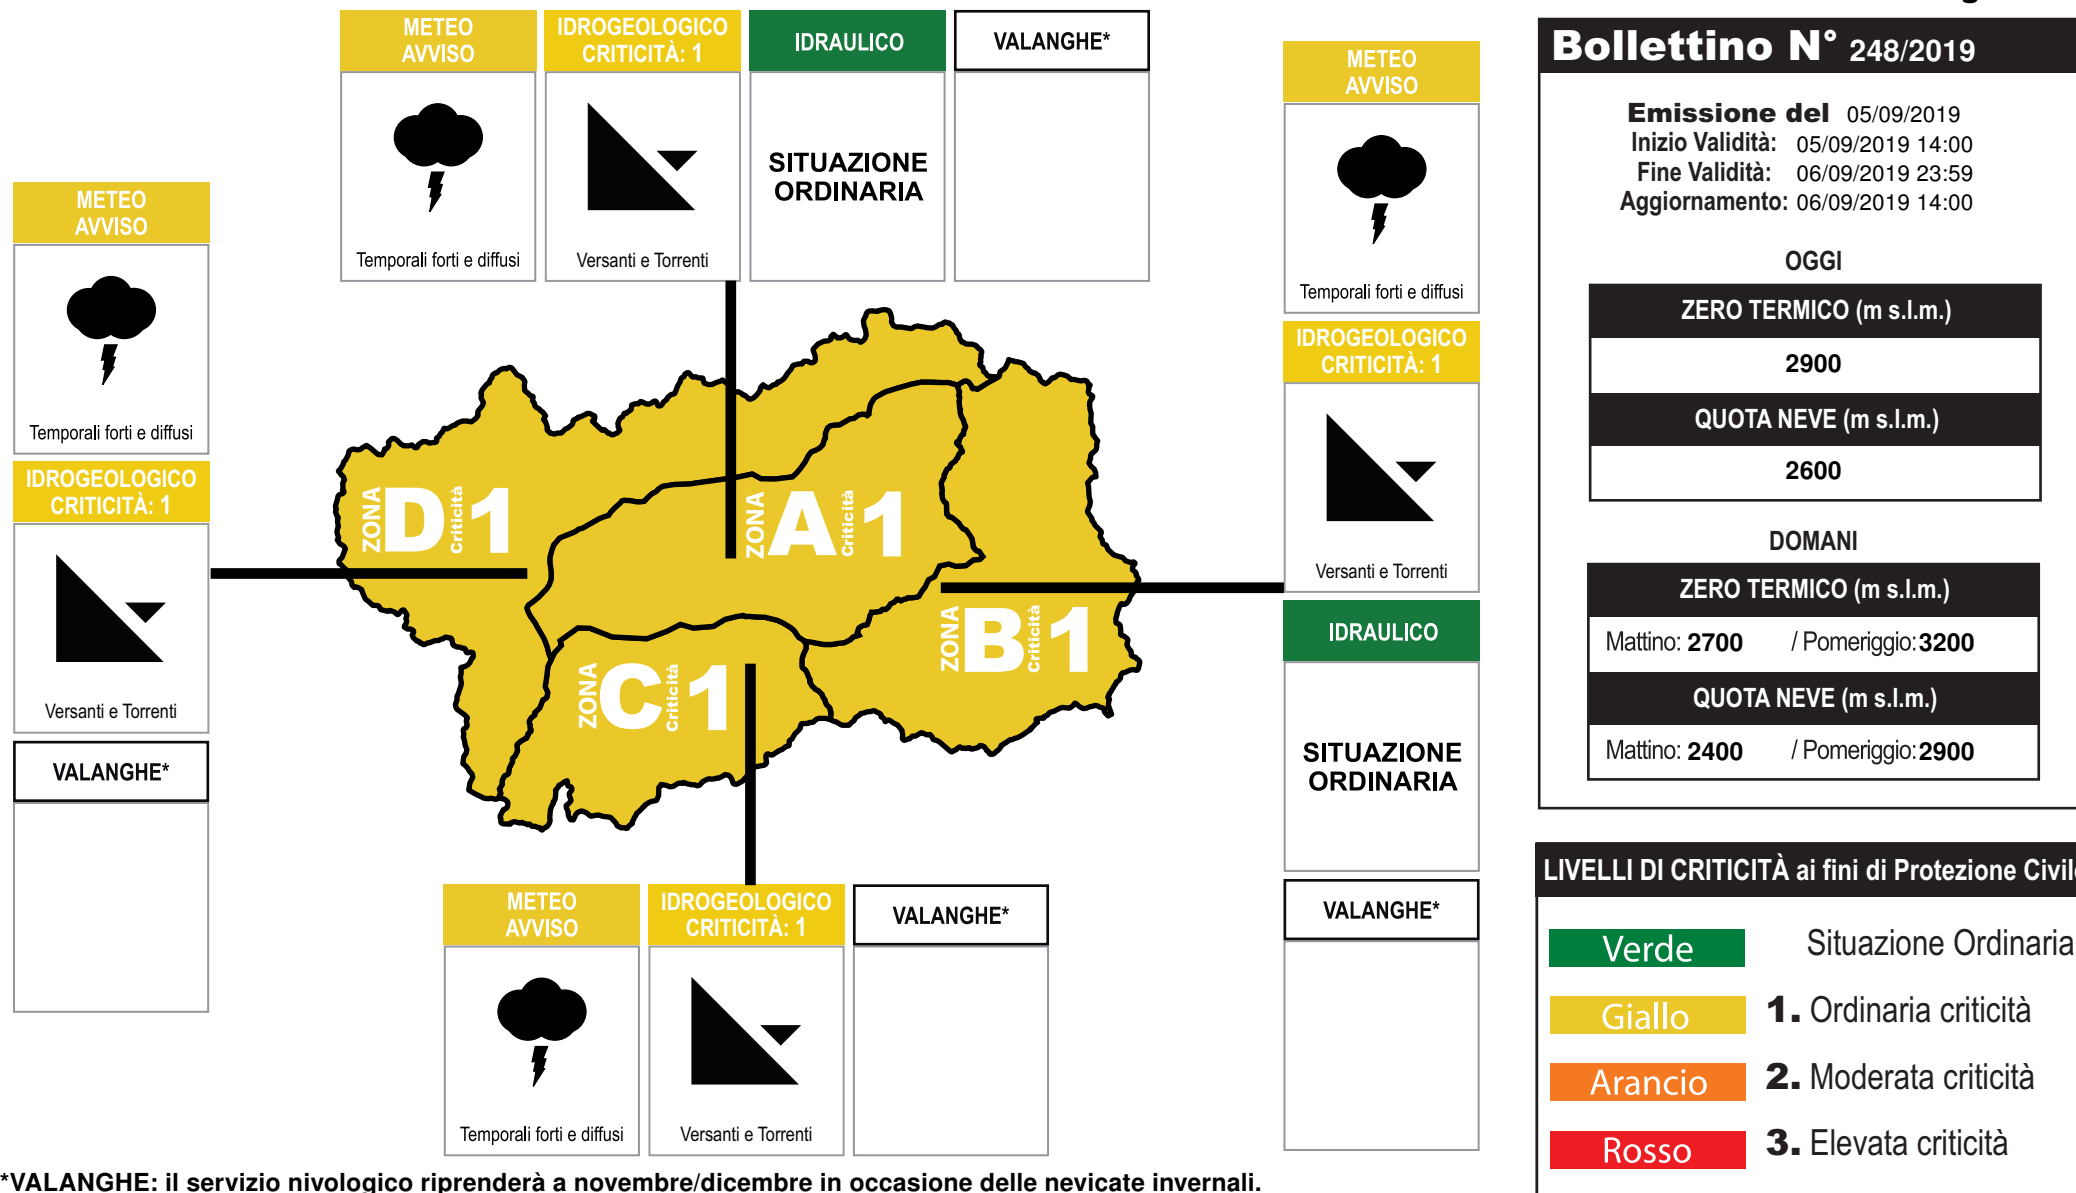 METEO
AVVISO
Temporali forti e diffusi
IDROGEOLOGICO
CRITICITÀ: 1
Versanti e Torrenti
IDRAULICO
SITUAZIONE
ORDINARIA
VALANGHE*
METEO
AVVISO
Temporali forti e diffusi
IDROGEOLOGICO
CRITICITÀ: 1
Versanti e Torrenti
VALANGHE*
METEO
AVVISO
Temporali forti e diffusi
IDROGEOLOGICO
CRITICITÀ: 1
Versanti e Torrenti
IDRAULICO
SITUAZIONE
ORDINARIA
VALANGHE*
ZONA D Criticità 1
ZONA A Criticità 1
ZONA B Criticità 1
ZONA C Criticità 1
METEO
AVVISO
Temporali forti e diffusi
IDROGEOLOGICO
CRITICITÀ: 1
Versanti e Torrenti
VALANGHE*
*VALANGHE: il servizio nivologico riprenderà a novembre/dicembre in occasione delle nevicate invernali.
Bollettino N° 248/2019
Emissione del 05/09/2019
Inizio Validità: 05/09/2019 14:00
Fine Validità: 06/09/2019 23:59
Aggiornamento: 06/09/2019 14:00
OGGI
ZERO TERMICO (m s.l.m.)
2900
QUOTA NEVE (m s.l.m.)
2600
DOMANI
ZERO TERMICO (m s.l.m.)
Mattino: 2700 / Pomeriggio: 3200
QUOTA NEVE (m s.l.m.)
Mattino: 2400 / Pomeriggio: 2900
LIVELLI DI CRITICITÀ ai fini di Protezione Civile
Verde Situazione Ordinaria
Giallo 1. Ordinaria criticità
Arancio 2. Moderata criticità
Rosso 3. Elevata criticità